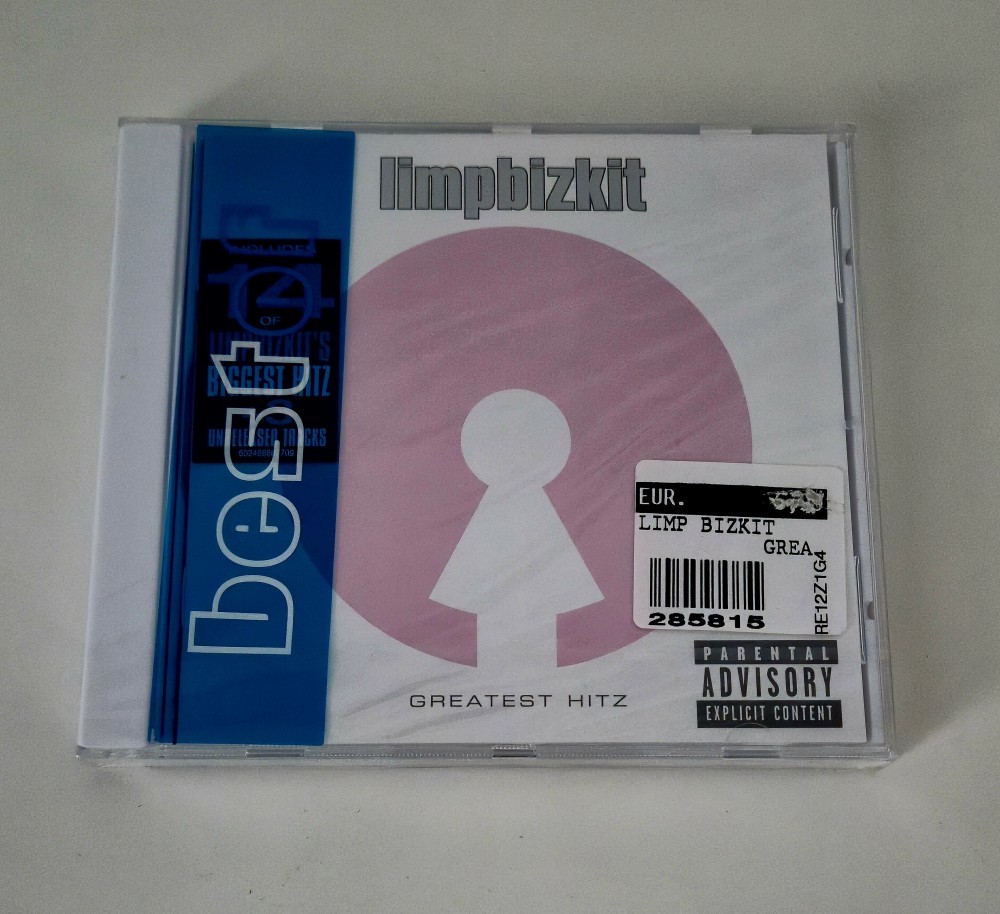 limpbizkit
best of
INCLUDES
OF
LIMP BIZKIT'S
BIGGEST HITZ
UNRELEASED TRACKS
EUR.
LIMP BIZKIT
GREA
RE12Z1G4
285815
GREATEST HITZ
PARENTAL
ADVISORY
EXPLICIT CONTENT